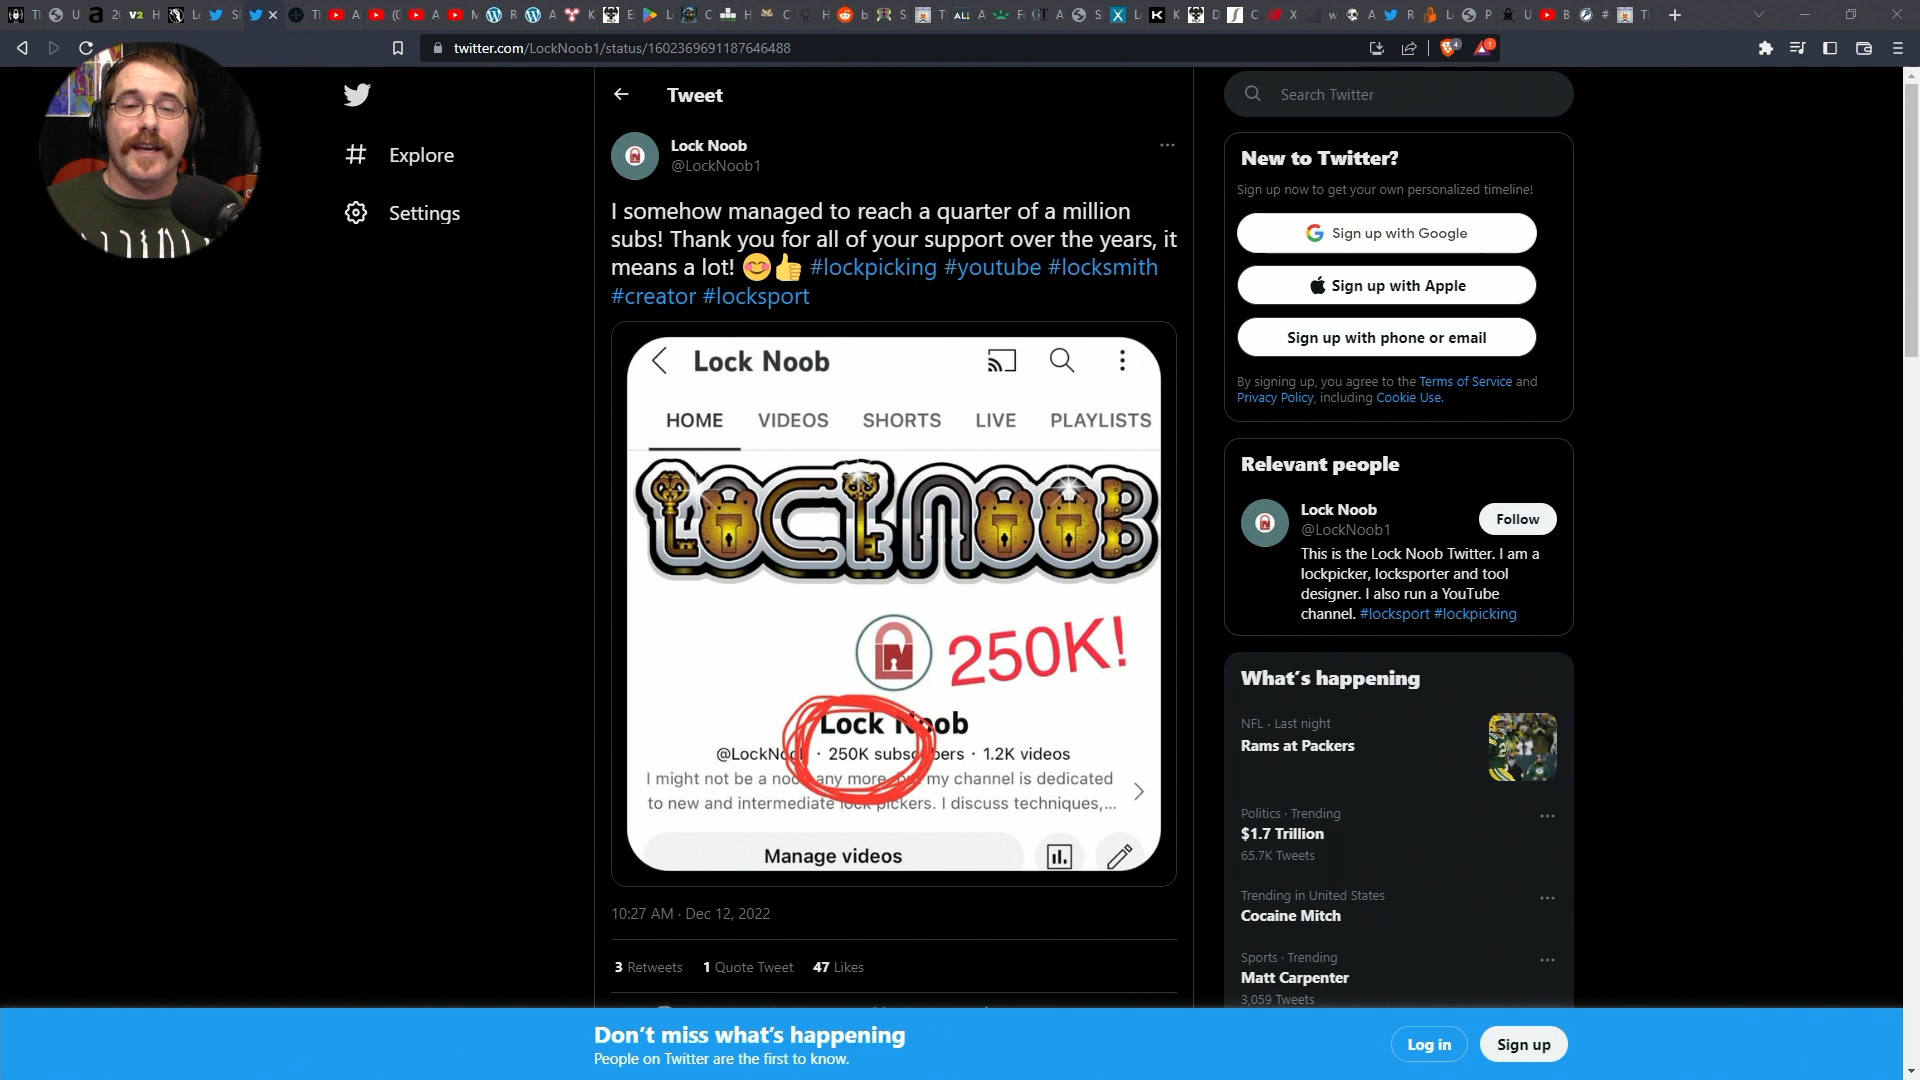 twitter.com/LockNoob1/status/1602369691187646488
Explore
Settings
Tweet
Lock Noob
@LockNoob1
I somehow managed to reach a quarter of a million
subs! Thank you for all of your support over the years, it
means a lot! 😊👍 #lockpicking #youtube #locksmith
#creator #locksport
Lock Noob
HOME VIDEOS SHORTS LIVE PLAYLISTS
LOCK NOOB
250K!
Lock Noob
· 250K subscribers · 1.2K videos
I might not be a noob any more, but my channel is dedicated
to new and intermediate lock pickers. I discuss techniques,...
Manage videos
10:27 AM · Dec 12, 2022
3 Retweets 1 Quote Tweet 47 Likes
Search Twitter
New to Twitter?
Sign up now to get your own personalized timeline!
Sign up with Google
Sign up with Apple
Sign up with phone or email
By signing up, you agree to the Terms of Service and
Privacy Policy, including Cookie Use.
Relevant people
Lock Noob
@LockNoob1
Follow
This is the Lock Noob Twitter. I am a
lockpicker, locksporter and tool
designer. I also run a YouTube
channel. #locksport #lockpicking
What's happening
NFL · Last night
Rams at Packers
Politics · Trending
$1.7 Trillion
65.7K Tweets
Trending in United States
Cocaine Mitch
Sports · Trending
Matt Carpenter
3,059 Tweets
Don't miss what's happening
People on Twitter are the first to know.
Log in
Sign up